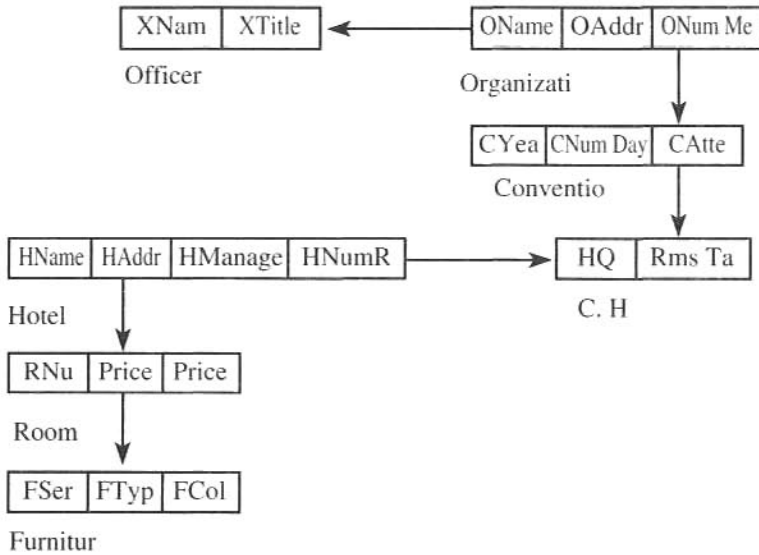 XNam XTitle
OName OAddr ONum Me
Officer
Organizati
CYea CNum Day CAtte
Conventio
HName HAddr HManage HNumR
HQ Rms Ta
Hotel
C. H
RNu Price Price
Room
FSer FTyp FCol
Furnitur